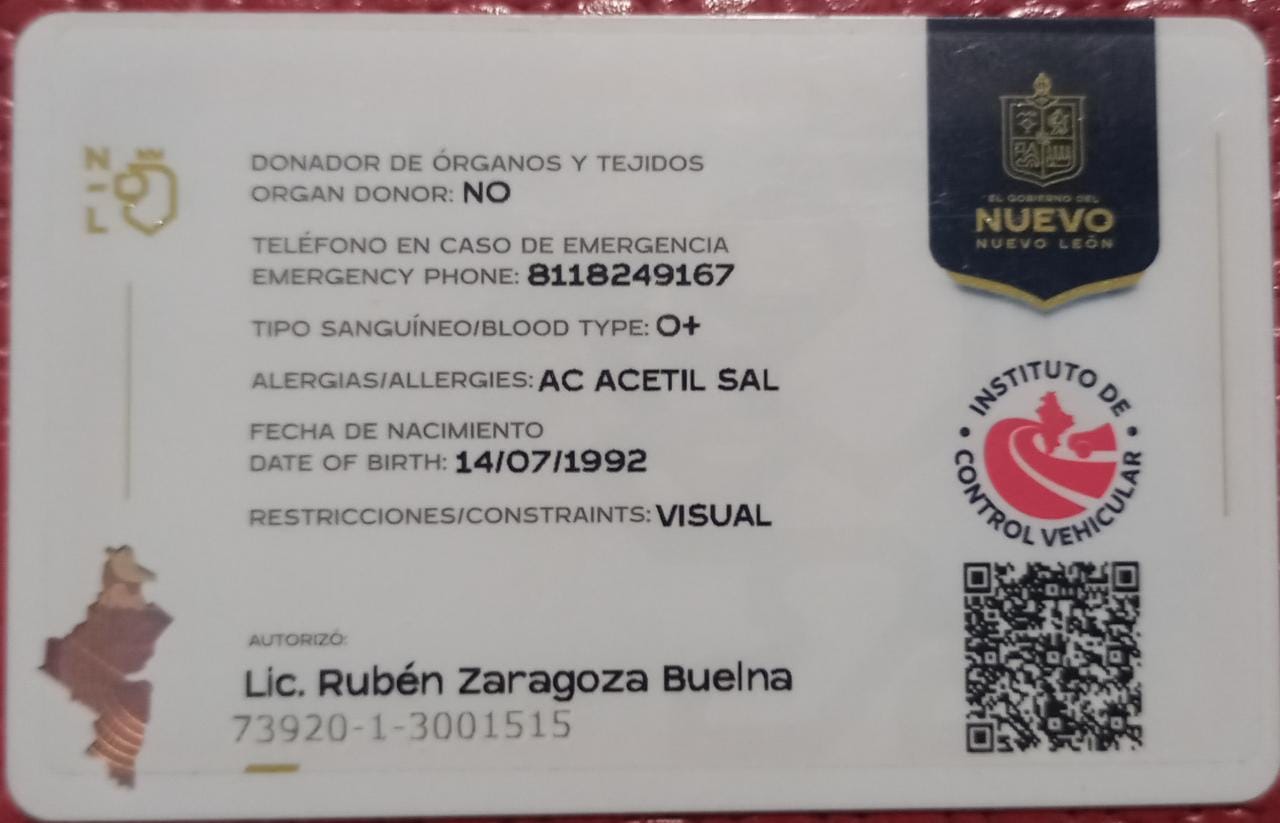 N
-
L
DONADOR DE ÓRGANOS Y TEJIDOS
ORGAN DONOR: NO
TELÉFONO EN CASO DE EMERGENCIA
EMERGENCY PHONE: 8118249167
TIPO SANGUÍNEO/BLOOD TYPE: O+
ALERGIAS/ALLERGIES: AC ACETIL SAL
FECHA DE NACIMIENTO
DATE OF BIRTH: 14/07/1992
RESTRICCIONES/CONSTRAINTS: VISUAL
AUTORIZÓ:
Lic. Rubén Zaragoza Buelna
73920-1-3001515
EL GOBIERNO DEL
NUEVO
NUEVO LEÓN
• INSTITUTO DE •
CONTROL VEHICULAR